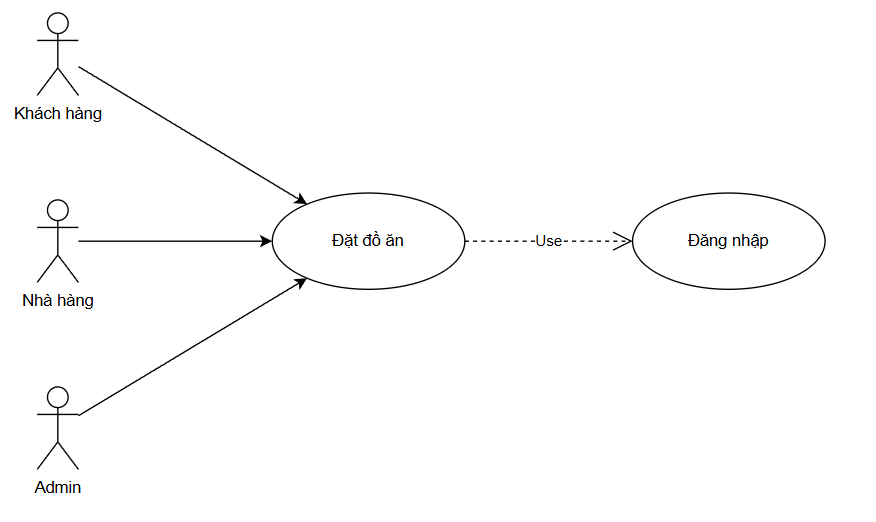 Khách hàng
Nhà hàng
Đặt đồ ăn
Use
Đăng nhập
Admin